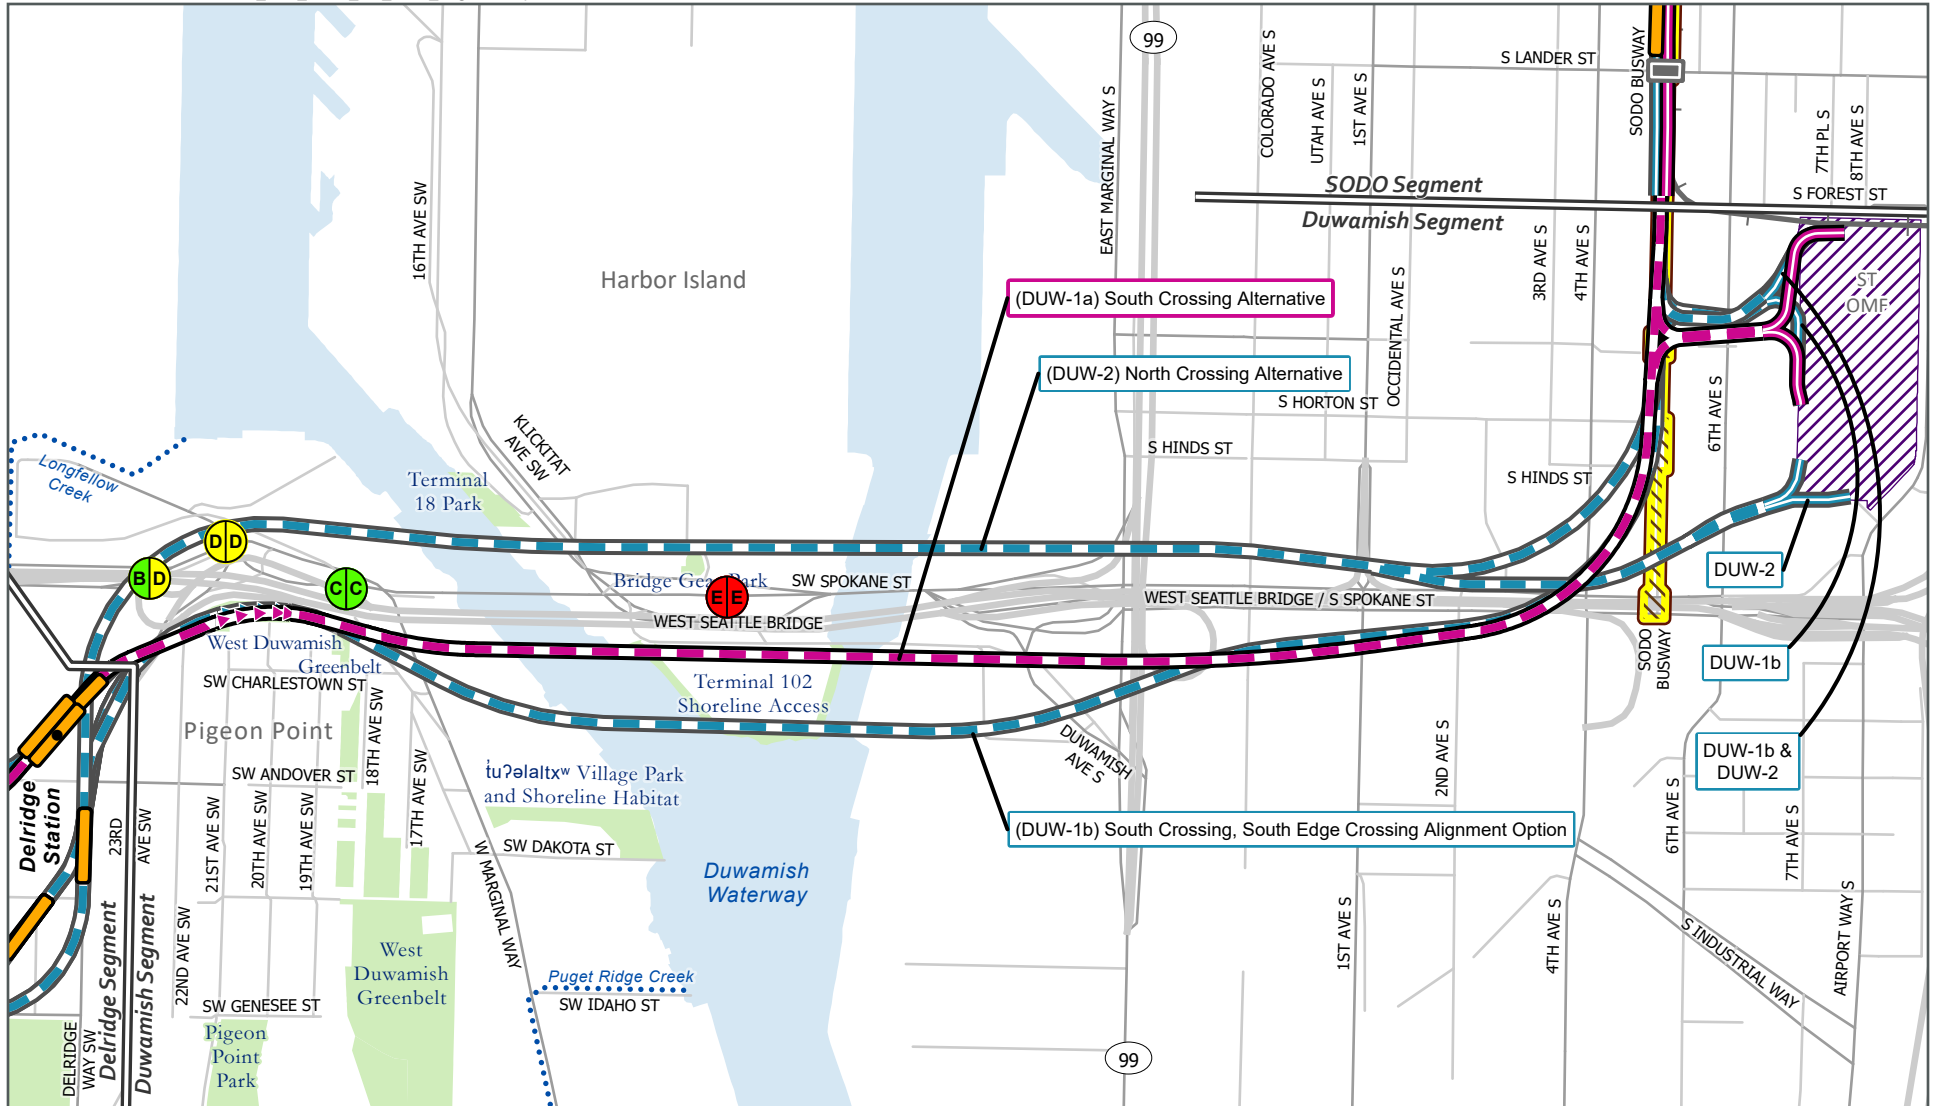 99
S LANDER ST
SODO BUSWAY
COLORADO AVE S
UTAH AVE S
1ST AVE S
EAST MARGINAL WAY S
7TH PL S
8TH AVE S
S FOREST ST
SODO Segment
Duwamish Segment
16TH AVE SW
Harbor Island
3RD AVE S
4TH AVE S
OCCIDENTAL AVE S
ST
OMF
(DUW-1a) South Crossing Alternative
(DUW-2) North Crossing Alternative
S HORTON ST
6TH AVE S
KLICKITAT
AVE SW
S HINDS ST
S HINDS ST
Longfellow
Creek
Terminal
18 Park
D D
B D
C C
E E
Bridge Gear Park
SW SPOKANE ST
WEST SEATTLE BRIDGE / S SPOKANE ST
WEST SEATTLE BRIDGE
DUW-2
West Duwamish
Greenbelt
SW CHARLESTOWN ST
SODO
BUSWAY
DUW-1b
Terminal 102
Shoreline Access
Pigeon Point
18TH AVE SW
DUWAMISH
AVE S
2ND AVE S
DUW-1b &
DUW-2
SW ANDOVER ST
17TH AVE SW
t̓uʔəlaltxʷ Village Park
and Shoreline Habitat
Delridge
Station
23RD
AVE SW
21ST AVE SW
20TH AVE SW
19TH AVE SW
(DUW-1b) South Crossing, South Edge Crossing Alignment Option
6TH AVE S
7TH AVE S
SW DAKOTA ST
W MARGINAL WAY
Duwamish
Waterway
22ND AVE SW
Delridge Segment
Duwamish Segment
1ST AVE S
4TH AVE S
S INDUSTRIAL WAY
AIRPORT WAY S
West
Duwamish
Greenbelt
Puget Ridge Creek
SW IDAHO ST
SW GENESEE ST
Pigeon
Point
Park
DELRIDGE
WAY SW
99